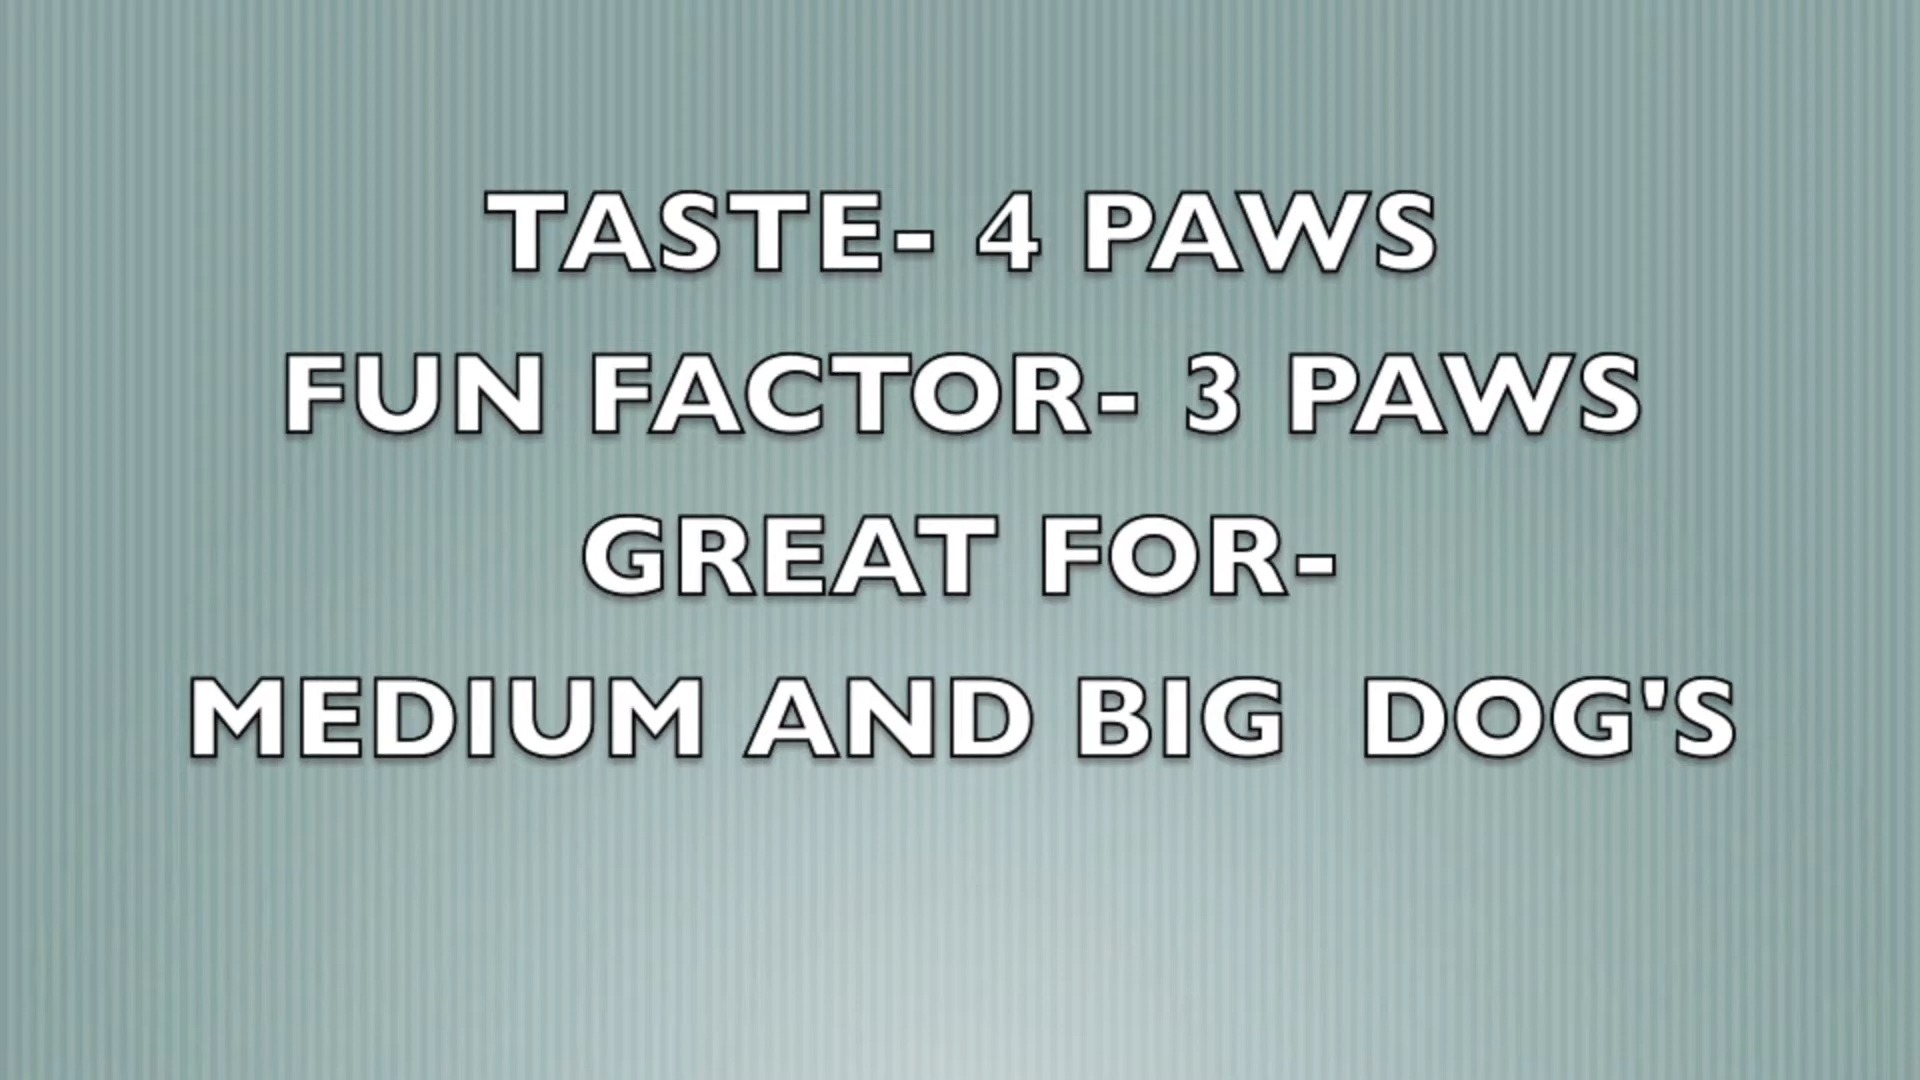 TASTE- 4 PAWS
FUN FACTOR- 3 PAWS
GREAT FOR-
MEDIUM AND BIG  DOG'S